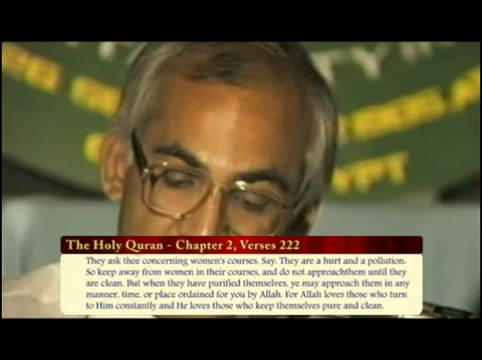 EGYPT
The Holy Quran - Chapter 2, Verses 222
They ask thee concerning women's courses. Say: They are a hurt and a pollution.
So keep away from women in their courses, and do not approachthem until they
are clean. But when they have purified themselves, ye may approach them in any
manner, time, or place ordained for you by Allah. For Allah loves those who turn
to Him constantly and He loves those who keep themselves pure and clean.